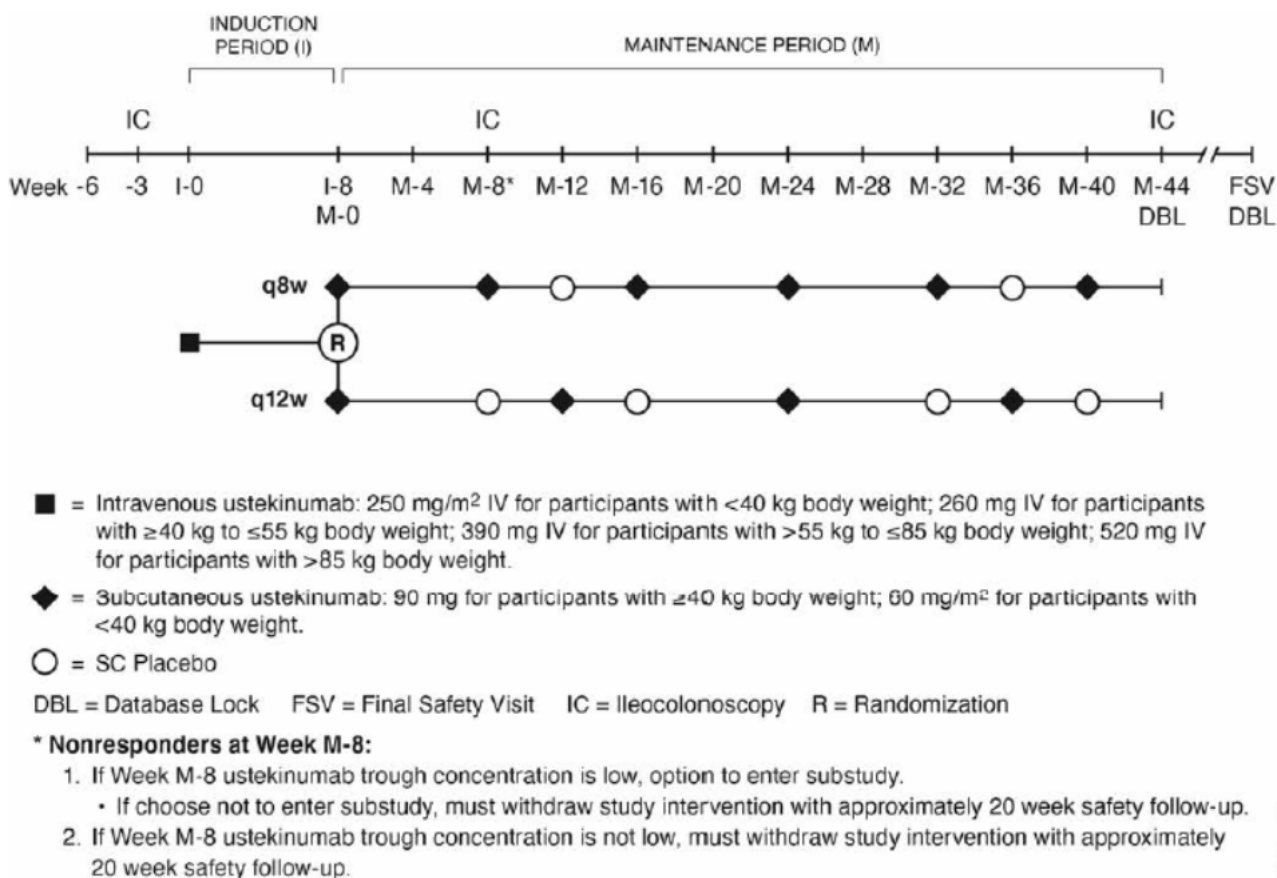 INDUCTION
PERIOD (I)
MAINTENANCE PERIOD (M)
IC IC IC
Week -6 -3 I-0 I-8 M-4 M-8* M-12 M-16 M-20 M-24 M-28 M-32 M-36 M-40 M-44 FSV
M-0 DBL DBL
q8w
R
q12w
■ = Intravenous ustekinumab: 250 mg/m² IV for participants with <40 kg body weight; 260 mg IV for participants
with ≥40 kg to ≤55 kg body weight; 390 mg IV for participants with >55 kg to ≤85 kg body weight; 520 mg IV
for participants with >85 kg body weight.
◆ = Subcutaneous ustekinumab: 90 mg for participants with ≥40 kg body weight; 60 mg/m² for participants with
<40 kg body weight.
○ = SC Placebo
DBL = Database Lock FSV = Final Safety Visit IC = Ileocolonoscopy R = Randomization
* Nonresponders at Week M-8:
1. If Week M-8 ustekinumab trough concentration is low, option to enter substudy.
• If choose not to enter substudy, must withdraw study intervention with approximately 20 week safety follow-up.
2. If Week M-8 ustekinumab trough concentration is not low, must withdraw study intervention with approximately
20 week safety follow-up.